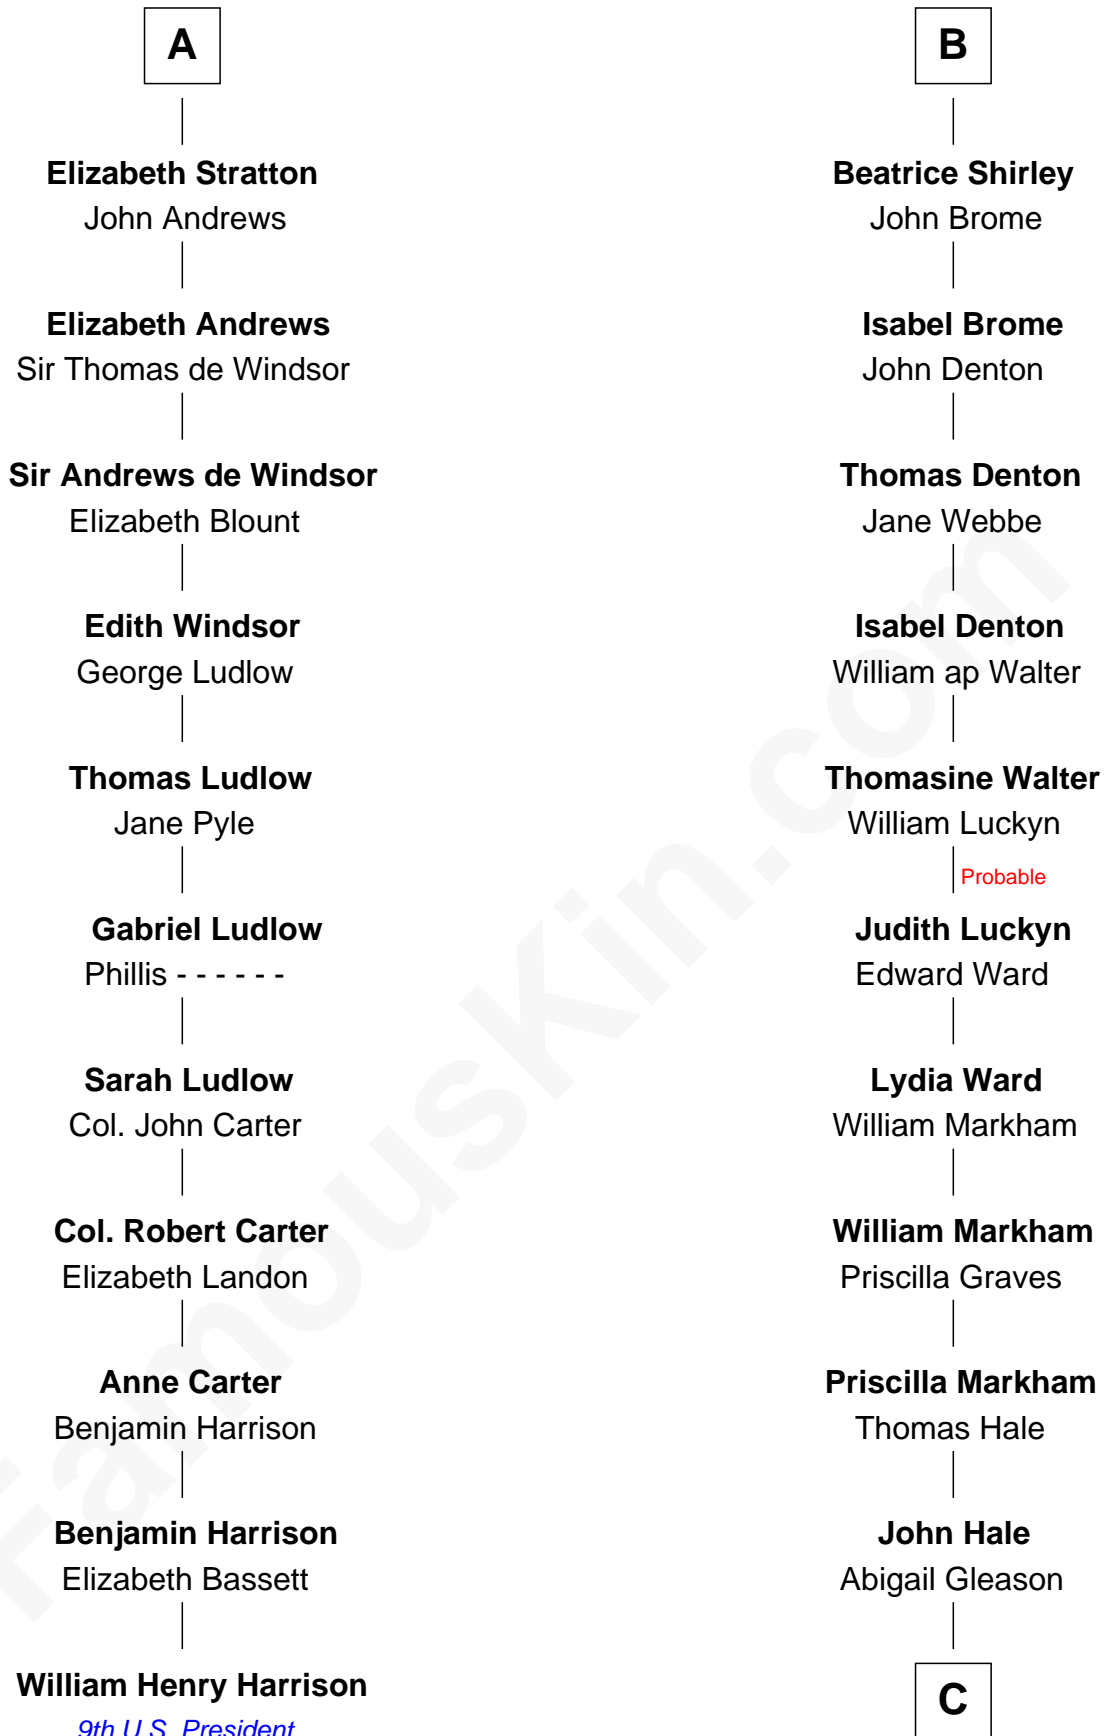 A
Elizabeth Stratton
John Andrews
Elizabeth Andrews
Sir Thomas de Windsor
Sir Andrews de Windsor
Elizabeth Blount
Edith Windsor
George Ludlow
Thomas Ludlow
Jane Pyle
Gabriel Ludlow
Phillis - - - - - -
Sarah Ludlow
Col. John Carter
Col. Robert Carter
Elizabeth Landon
Anne Carter
Benjamin Harrison
Benjamin Harrison
Elizabeth Bassett
William Henry Harrison
9th U.S. President
B
Beatrice Shirley
John Brome
Isabel Brome
John Denton
Thomas Denton
Jane Webbe
Isabel Denton
William ap Walter
Thomasine Walter
William Luckyn
Probable
Judith Luckyn
Edward Ward
Lydia Ward
William Markham
William Markham
Priscilla Graves
Priscilla Markham
Thomas Hale
John Hale
Abigail Gleason
C
FamousKin.com